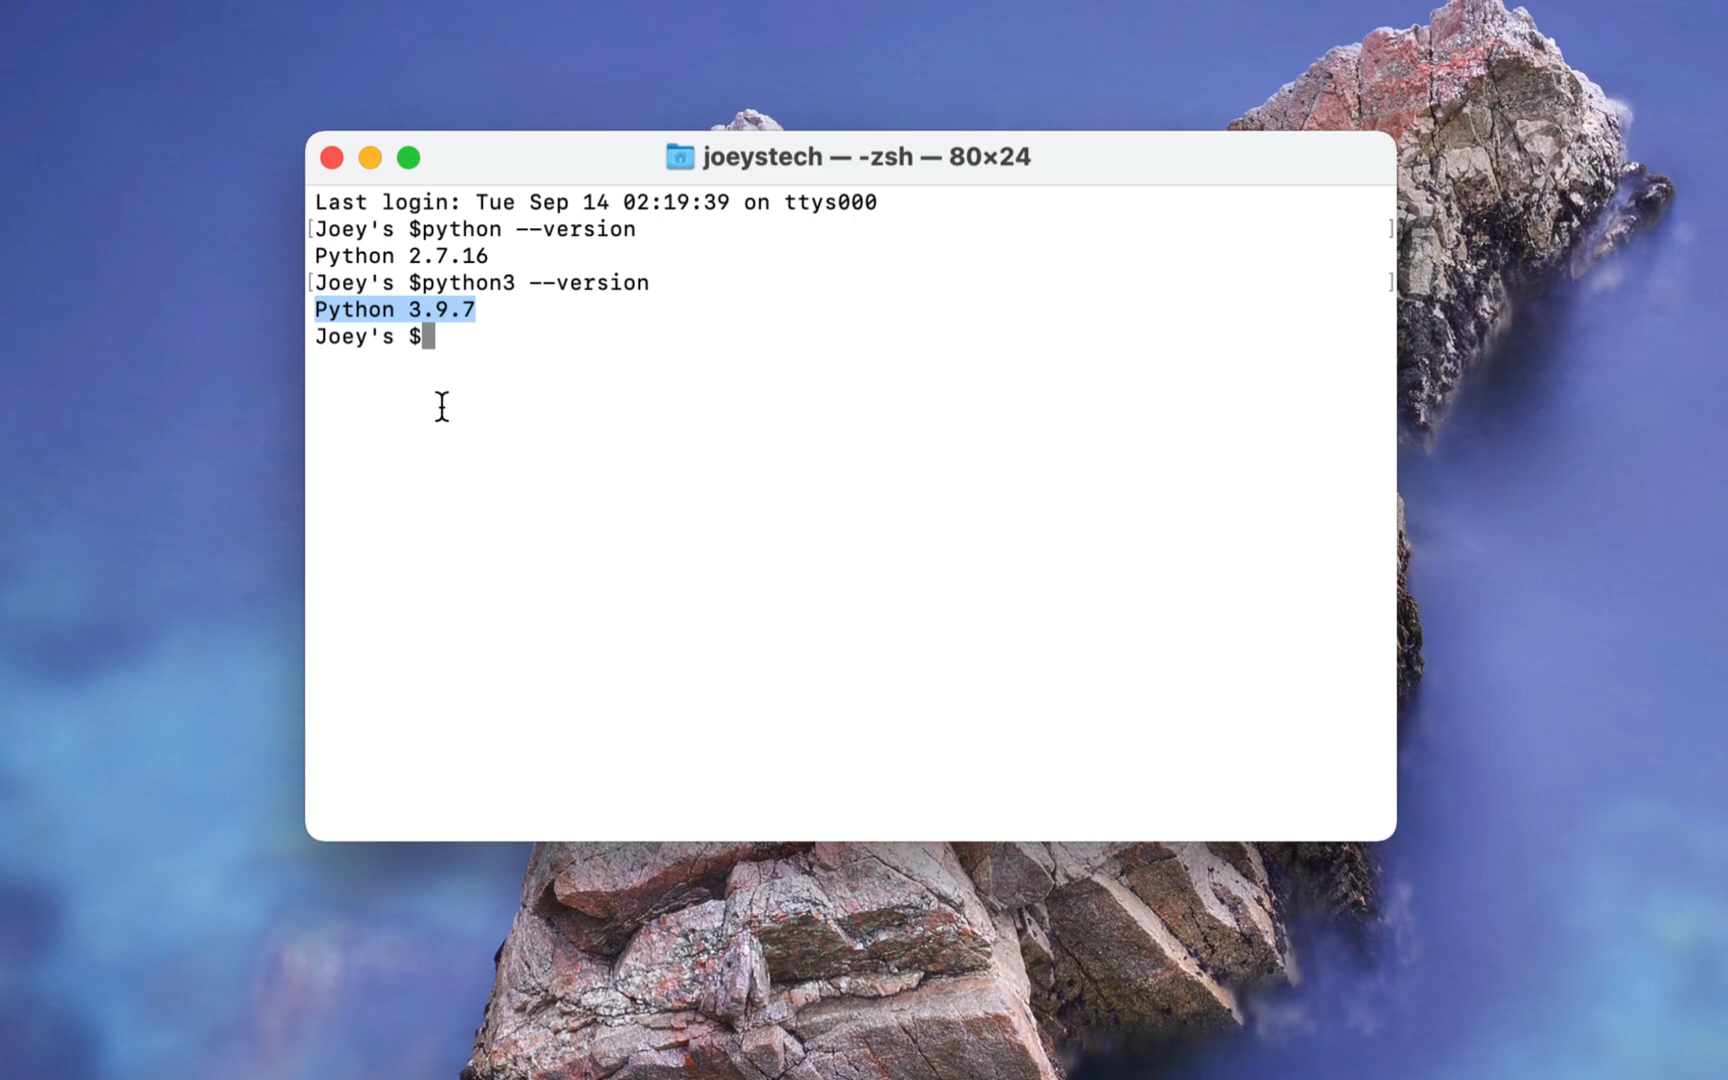 joeystech — -zsh — 80×24
Last login: Tue Sep 14 02:19:39 on ttys000
[Joey's $python --version ]
Python 2.7.16
[Joey's $python3 --version ]
Python 3.9.7
Joey's $